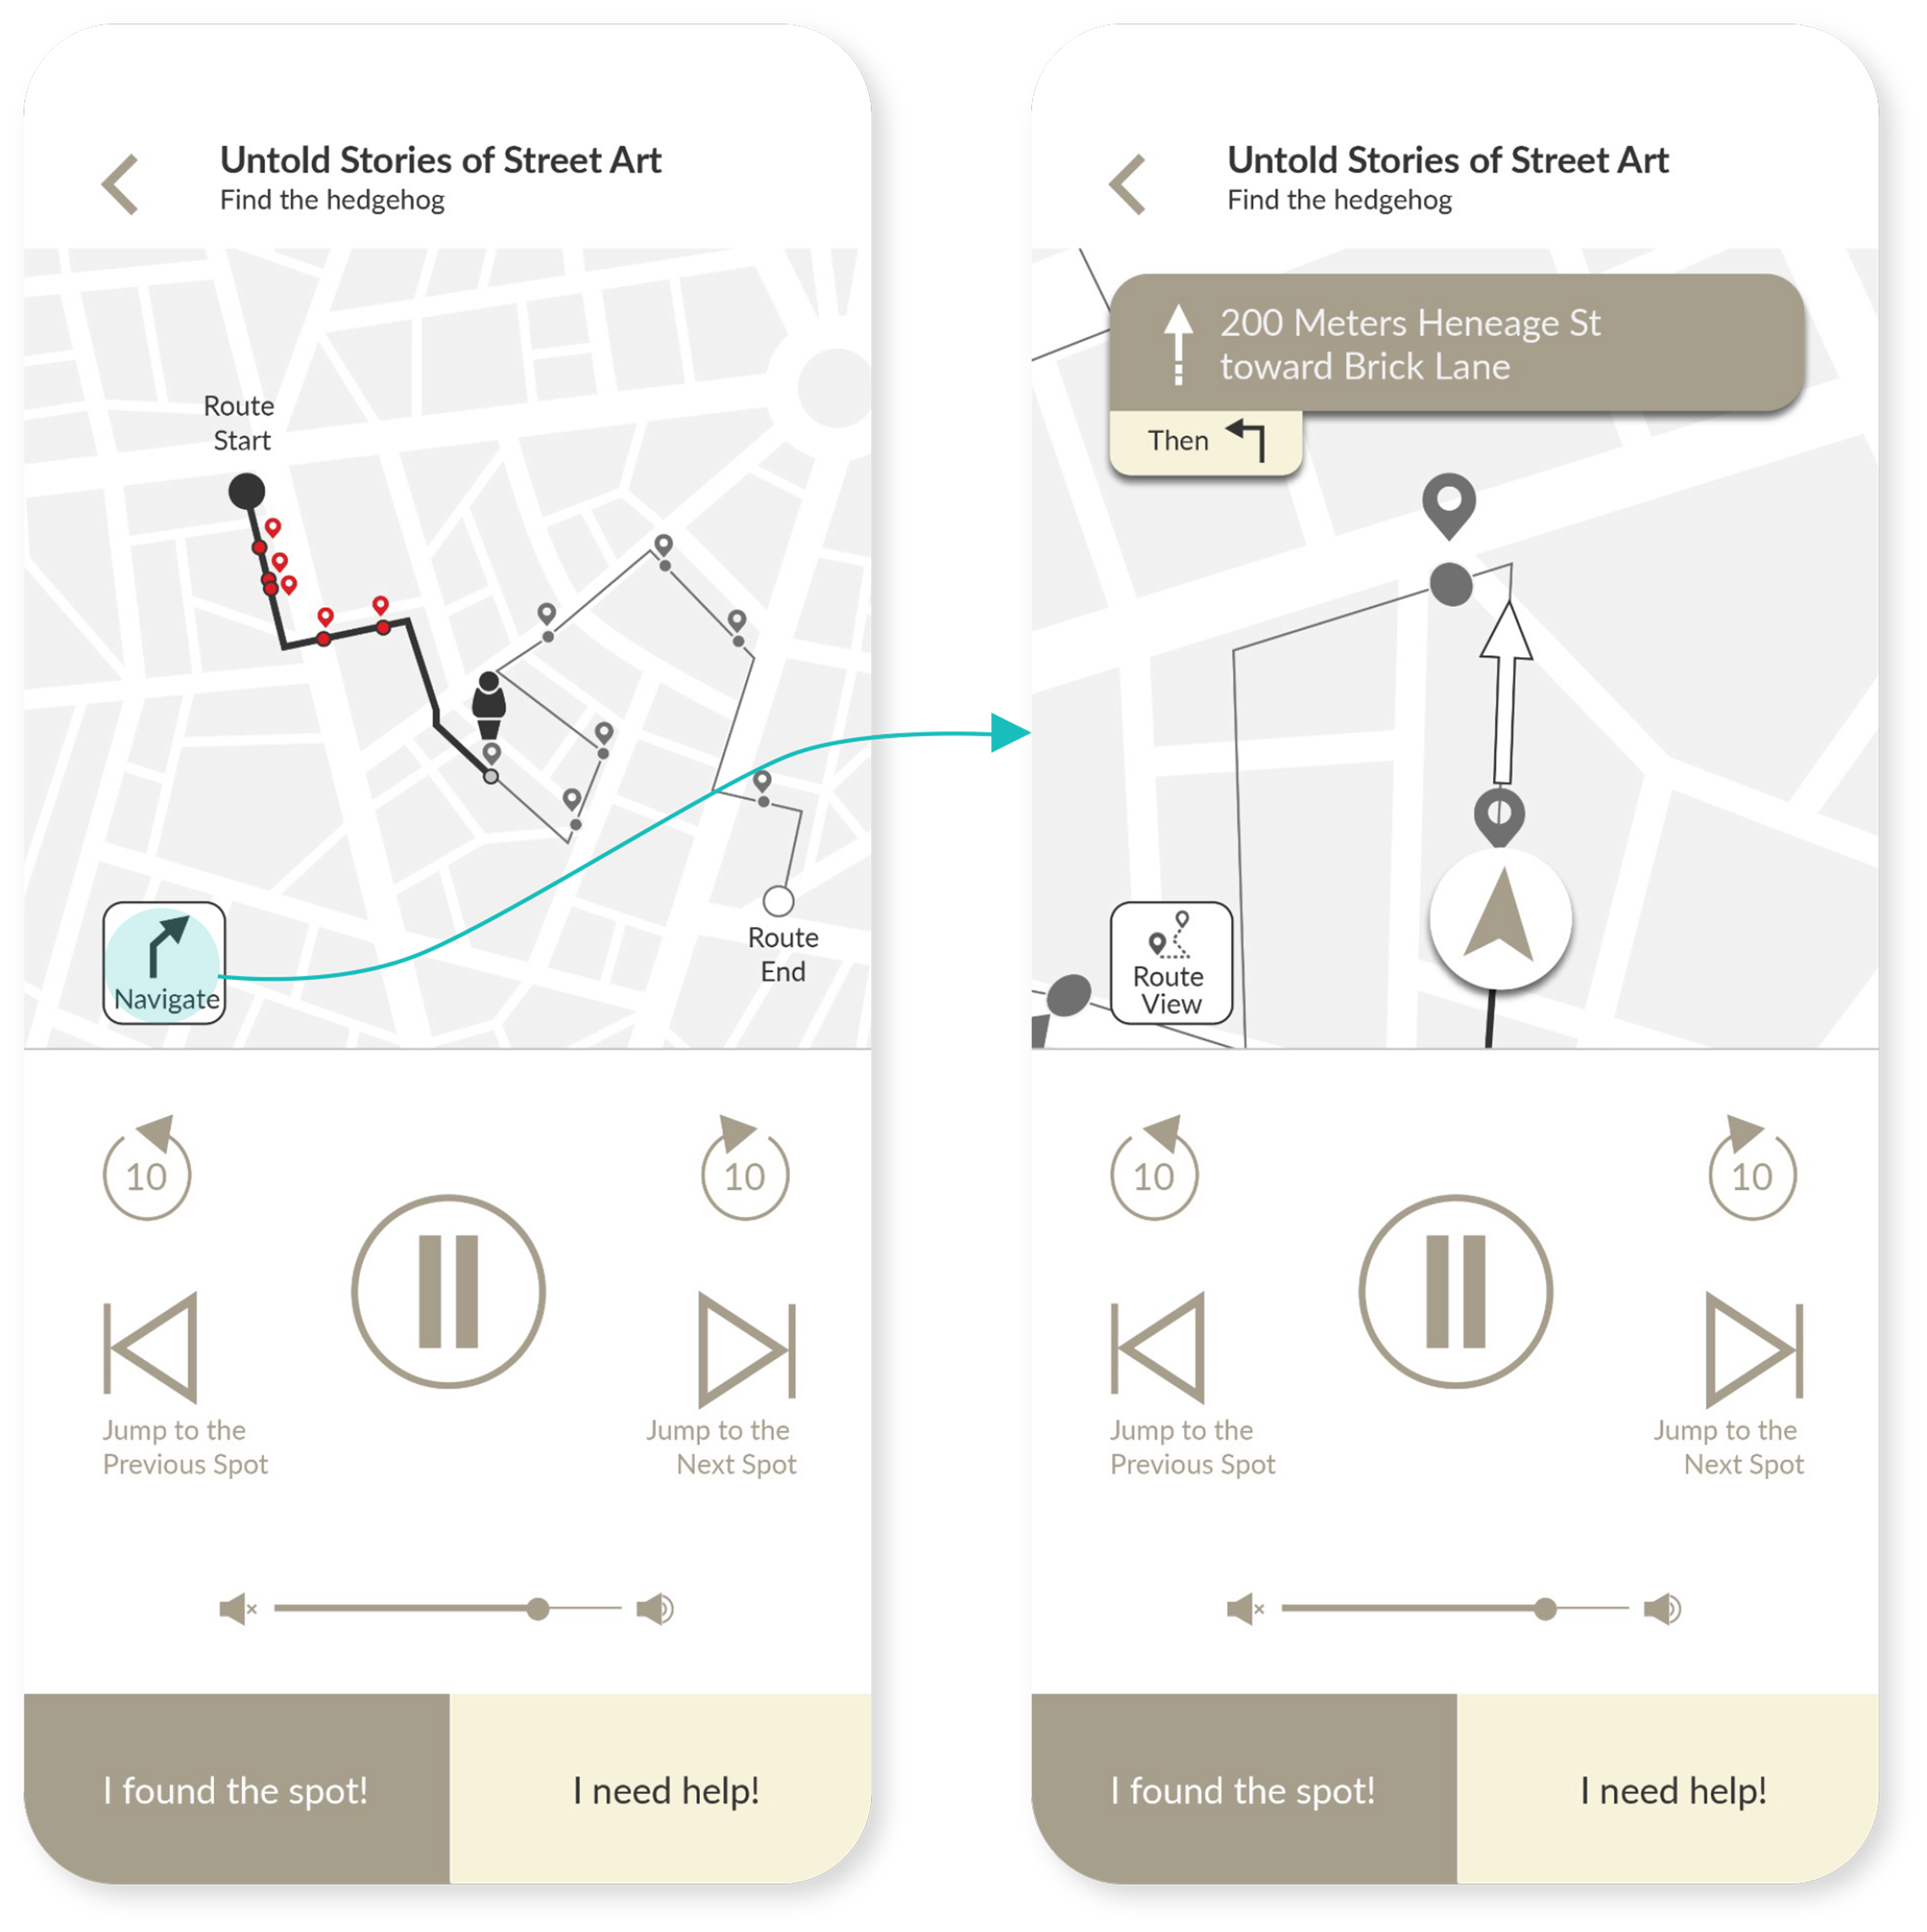 Untold Stories of Street Art
Find the hedgehog
Route
Start
Navigate
Route
End
10
10
Jump to the
Previous Spot
Jump to the
Next Spot
I found the spot!
I need help!
Untold Stories of Street Art
Find the hedgehog
200 Meters Heneage St
toward Brick Lane
Then
Route
View
10
10
Jump to the
Previous Spot
Jump to the
Next Spot
I found the spot!
I need help!